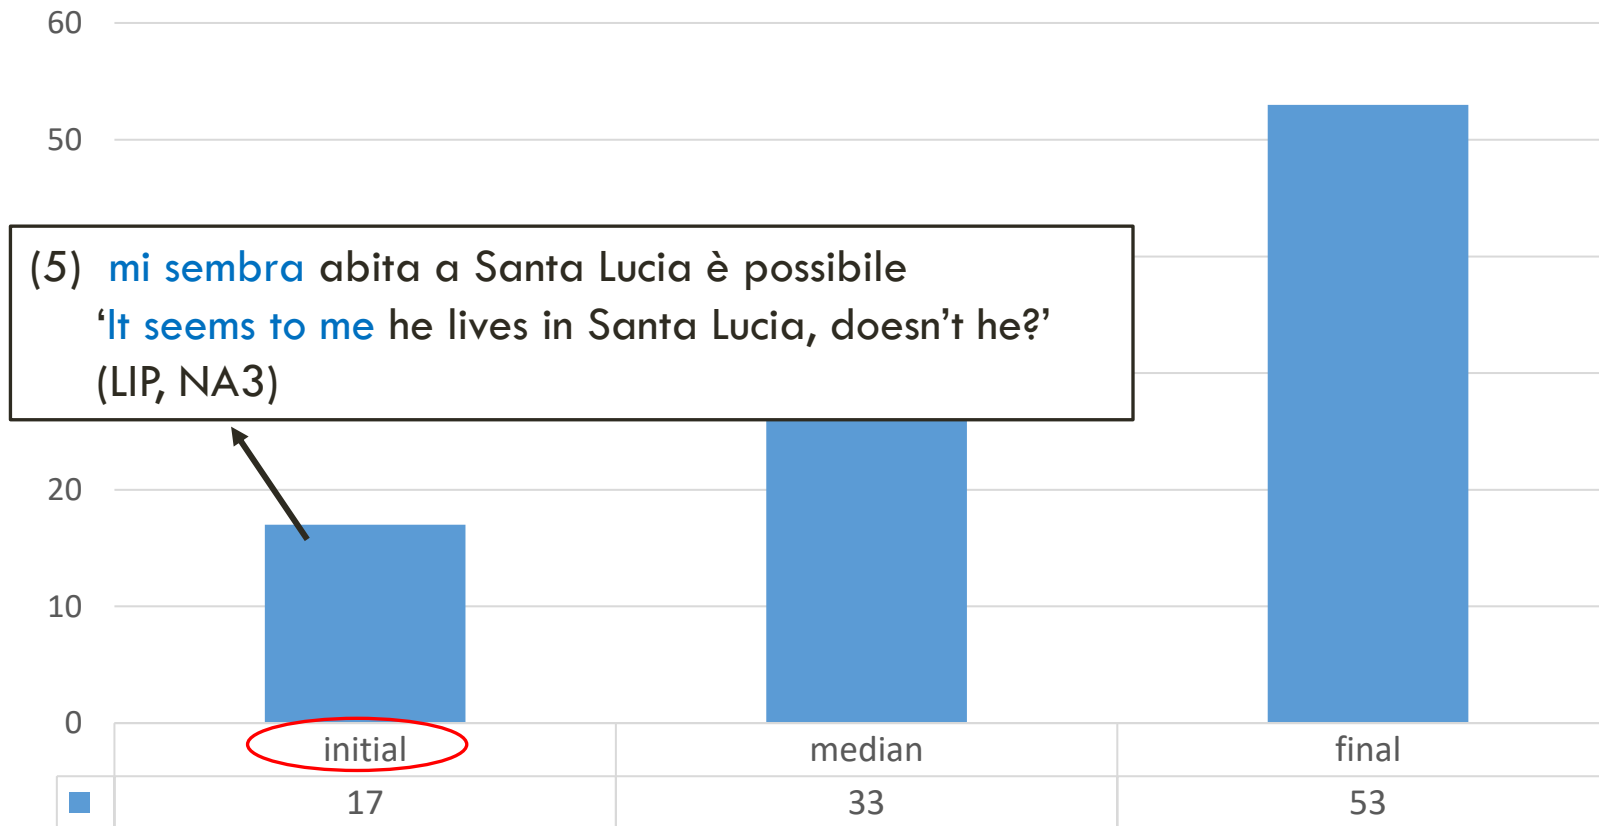 60
50
(5) mi sembra abita a Santa Lucia è possibile
‘It seems to me he lives in Santa Lucia, doesn’t he?’
(LIP, NA3)
20
10
0
initial median final
17 33 53